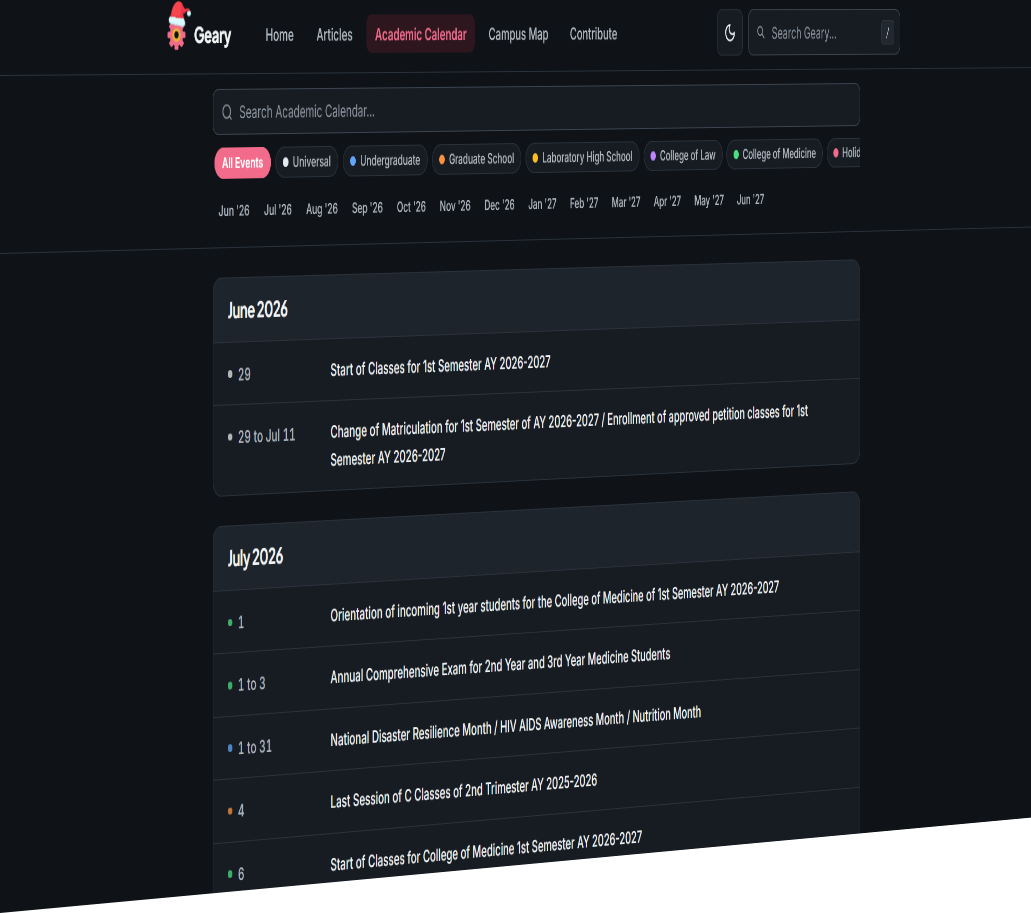 Geary
Home Articles Academic Calendar Campus Map Contribute
Search Geary... /
Search Academic Calendar...
All Events Universal Undergraduate Graduate School Laboratory High School College of Law College of Medicine Holid
Jun '26 Jul '26 Aug '26 Sep '26 Oct '26 Nov '26 Dec '26 Jan '27 Feb '27 Mar '27 Apr '27 May '27 Jun '27
June 2026
29 Start of Classes for 1st Semester AY 2026-2027
29 to Jul 11 Change of Matriculation for 1st Semester of AY 2026-2027 / Enrollment of approved petition classes for 1st
Semester AY 2026-2027
July 2026
1 Orientation of incoming 1st year students for the College of Medicine of 1st Semester AY 2026-2027
1 to 3 Annual Comprehensive Exam for 2nd Year and 3rd Year Medicine Students
1 to 31 National Disaster Resilience Month / HIV AIDS Awareness Month / Nutrition Month
4 Last Session of C Classes of 2nd Trimester AY 2025-2026
6 Start of Classes for College of Medicine 1st Semester AY 2026-2027